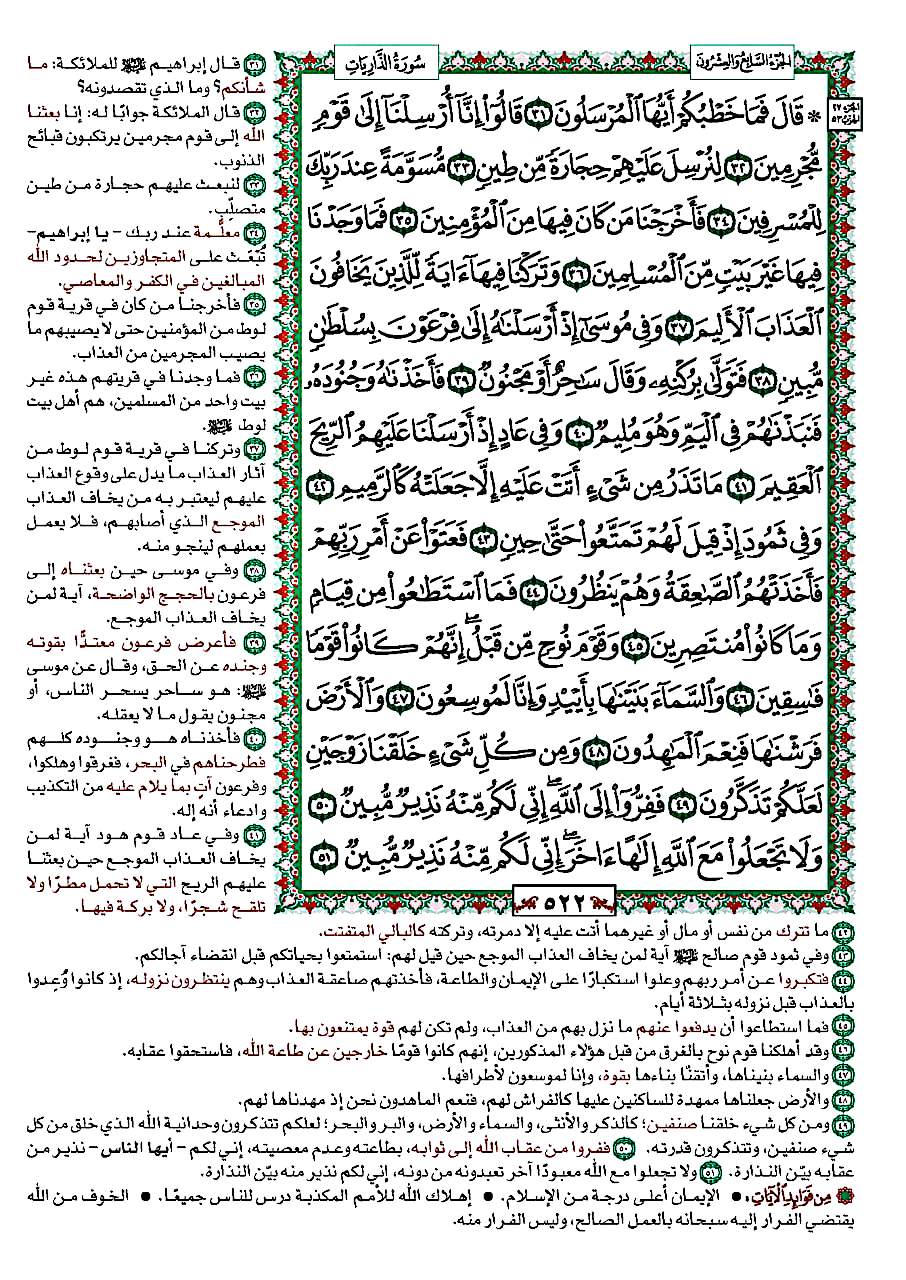 الجزء السابع والعشرون
سورة الذاريات
* قَالَ فَمَا خَطْبُكُمْ أَيُّهَا الْمُرْسَلُونَ ٣١ قَالُوٓا۟ إِنَّآ أُرْسِلْنَآ إِلَىٰ قَوْمٍ
مُّجْرِمِينَ ٣٢ لِنُرْسِلَ عَلَيْهِمْ حِجَارَةً مِّن طِينٍ ٣٣ مُّسَوَّمَةً عِندَ رَبِّكَ
لِلْمُسْرِفِينَ ٣٤ فَأَخْرَجْنَا مَن كَانَ فِيهَا مِنَ الْمُؤْمِنِينَ ٣٥ فَمَا وَجَدْنَا
فِيهَا غَيْرَ بَيْتٍ مِّنَ الْمُسْلِمِينَ ٣٦ وَتَرَكْنَا فِيهَآ ءَايَةً لِّلَّذِينَ يَخَافُونَ
الْعَذَابَ الْأَلِيمَ ٣٧ وَفِى مُوسَىٰٓ إِذْ أَرْسَلْنَٰهُ إِلَىٰ فِرْعَوْنَ بِسُلْطَٰنٍ
مُّبِينٍ ٣٨ فَتَوَلَّىٰ بِرُكْنِهِۦ وَقَالَ سَٰحِرٌ أَوْ مَجْنُونٌ ٣٩ فَأَخَذْنَٰهُ وَجُنُودَهُۥ
فَنَبَذْنَٰهُمْ فِى الْيَمِّ وَهُوَ مُلِيمٌ ٤٠ وَفِى عَادٍ إِذْ أَرْسَلْنَا عَلَيْهِمُ الرِّيحَ
الْعَقِيمَ ٤١ مَا تَذَرُ مِن شَىْءٍ أَتَتْ عَلَيْهِ إِلَّا جَعَلَتْهُ كَالرَّمِيمِ ٤٢
وَفِى ثَمُودَ إِذْ قِيلَ لَهُمْ تَمَتَّعُوا۟ حَتَّىٰ حِينٍ ٤٣ فَعَتَوْا۟ عَنْ أَمْرِ رَبِّهِمْ
فَأَخَذَتْهُمُ الصَّٰعِقَةُ وَهُمْ يَنظُرُونَ ٤٤ فَمَا اسْتَطَٰعُوا۟ مِن قِيَامٍ
وَمَا كَانُوا۟ مُنتَصِرِينَ ٤٥ وَقَوْمَ نُوحٍ مِّن قَبْلُ ۖ إِنَّهُمْ كَانُوا۟ قَوْمًا
فَٰسِقِينَ ٤٦ وَالسَّمَآءَ بَنَيْنَٰهَا بِأَيْي۟دٍ وَإِنَّا لَمُوسِعُونَ ٤٧ وَالْأَرْضَ
فَرَشْنَٰهَا فَنِعْمَ الْمَٰهِدُونَ ٤٨ وَمِن كُلِّ شَىْءٍ خَلَقْنَا زَوْجَيْنِ
لَعَلَّكُمْ تَذَكَّرُونَ ٤٩ فَفِرُّوٓا۟ إِلَى اللَّهِ ۖ إِنِّى لَكُم مِّنْهُ نَذِيرٌ مُّبِينٌ ٥٠
وَلَا تَجْعَلُوا۟ مَعَ اللَّهِ إِلَٰهًا ءَاخَرَ ۖ إِنِّى لَكُم مِّنْهُ نَذِيرٌ مُّبِينٌ ٥١
٥٢٢
٣١ قال إبراهيم ﷺ للملائكة: ما
شأنكم؟ وما الذي تقصدونه؟
٣٢ قال الملائكة جوابًا له: إنا بعثنا
الله إلى قوم مجرمين يرتكبون قبائح
الذنوب.
٣٣ لنبعث عليهم حجارة من طين
متصلّب.
٣٤ معلَّمة عند ربك - يا إبراهيم-
تُبْعَث على المتجاوزين لحدود الله
المبالغين في الكفر والمعاصي.
٣٥ فأخرجنا من كان في قرية قوم
لوط من المؤمنين حتى لا يصيبهم ما
يصيب المجرمين من العذاب.
٣٦ فما وجدنا في قريتهم هذه غير
بيت واحد من المسلمين، هم أهل بيت
لوط
٣٧ وتركنا في قرية قوم لوط من
آثار العذاب ما يدل على وقوع العذاب
عليهم ليعتبر به من يخاف العذاب
الموجع الذي أصابهم، فلا يعمل
بعملهم لينجو منه.
٣٨ وفي موسى حين بعثناه إلى
فرعون بالحجج الواضحة، آية لمن
يخاف العذاب الموجع.
٣٩ فأعرض فرعون معتدًّا بقوته
وجنده عن الحق، وقال عن موسى
: هو ساحر يسحر الناس، أو
مجنون يقول ما لا يعقله.
٤٠ فأخذناه هو وجنوده كلهم
فطرحناهم في البحر، فغرقوا وهلكوا،
وفرعون آتٍ بما يلام عليه من التكذيب
وادعاء أنه إله.
٤١ وفي عاد قوم هود آية لمن
يخاف العذاب الموجع حين بعثنا
عليهم الريح التي لا تحمل مطرًا ولا
تلقح شجرًا، ولا بركة فيها.
٤٢ ما تترك من نفس أو مال أو غيرهما أتت عليه إلا دمرته، وتركته كالبالي المتفتت.
٤٣ وفي ثمود قوم صالح آية لمن يخاف العذاب الموجع حين قيل لهم: استمتعوا بحياتكم قبل انقضاء آجالكم.
٤٤ فتكبروا عن أمر ربهم وعلوا استكبارًا على الإيمان والطاعة، فأخذتهم صاعقة العذاب وهم ينتظرون نزوله، إذ كانوا وُعِدوا
بالعذاب قبل نزوله بثلاثة أيام.
٤٥ فما استطاعوا أن يدفعوا عنهم ما نزل بهم من العذاب، ولم تكن لهم قوة يمتنعون بها.
٤٦ وقد أهلكنا قوم نوح بالغرق من قبل هؤلاء المذكورين، إنهم كانوا قومًا خارجين عن طاعة الله، فاستحقوا عقابه.
٤٧ والسماء بنيناها، وأتقنّا بناءها بقوة، وإنا لموسعون لأطرافها.
٤٨ والأرض جعلناها ممهدة للساكنين عليها كالفراش لهم، فنعم الماهدون نحن إذ مهدناها لهم.
٤٩ ومن كل شيء خلقنا صنفين؛ كالذكر والأنثى، والسماء والأرض، والبر والبحر؛ لعلكم تتذكرون وحدانية الله الذي خلق من كل
شيء صنفين، وتتذكرون قدرته. ٥٠ ففروا من عقاب الله إلى ثوابه، بطاعته وعدم معصيته، إني لكم - أيها الناس - نذير من
عقابه بيّن النذارة. ٥١ ولا تجعلوا مع الله معبودًا آخر تعبدونه من دونه، إني لكم نذير منه بيّن النذارة.
من فوائد الآيات: • الإيمان أعلى درجة من الإسلام. • إهلاك الله للأمم المكذبة درس للناس جميعًا. • الخوف من الله
يقتضي الفرار إليه سبحانه بالعمل الصالح، وليس الفرار منه.